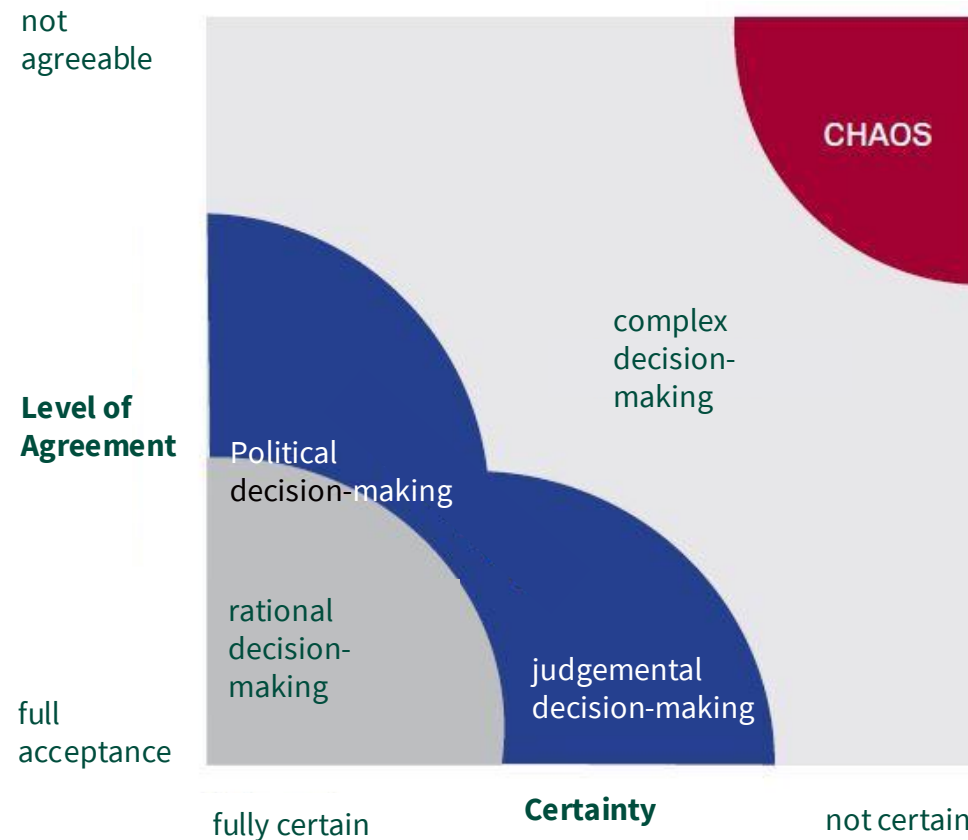 not
agreeable
CHAOS
complex
decision-
making
Level of
Agreement
Political
decision-making
rational
decision-
making
judgemental
decision-making
full
acceptance
fully certain
Certainty
not certain